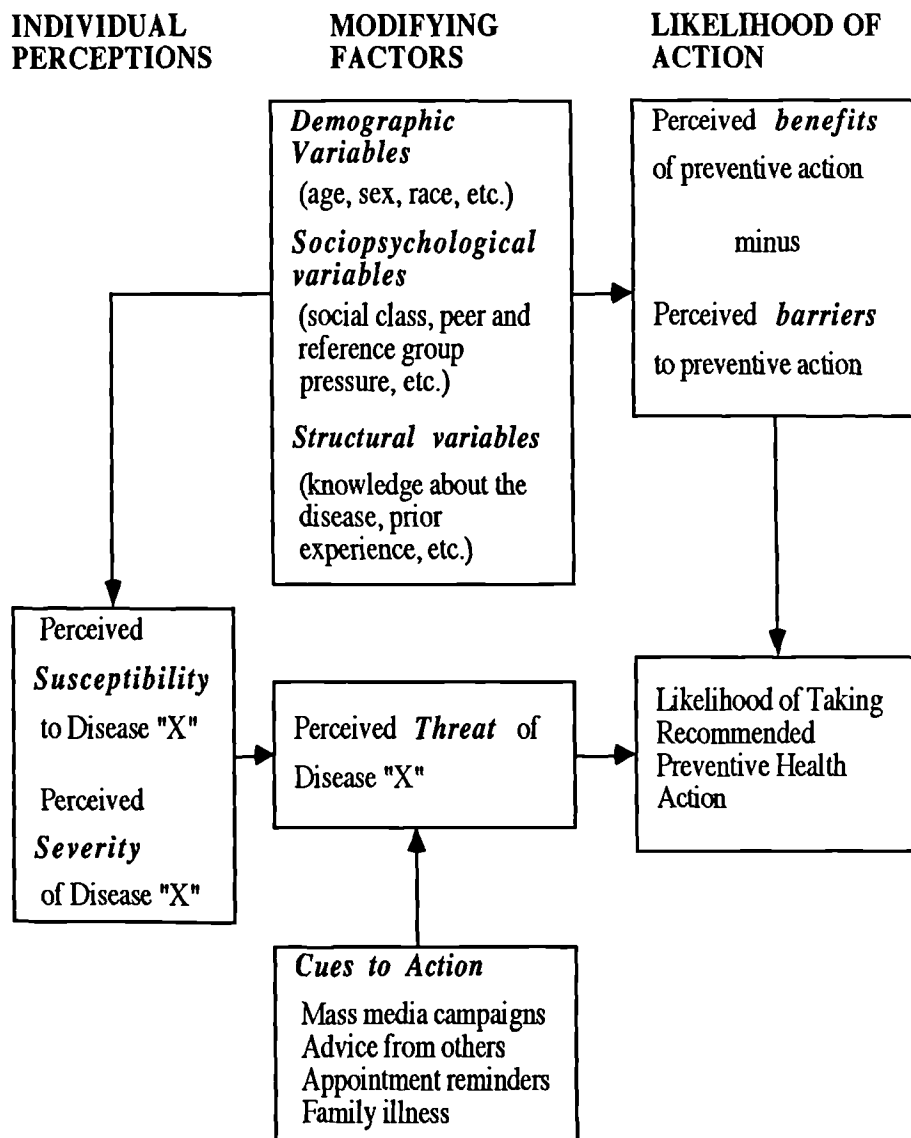 INDIVIDUAL PERCEPTIONS
MODIFYING FACTORS
LIKELIHOOD OF ACTION
Demographic
Variables
(age, sex, race, etc.)
Sociopsychological
variables
(social class, peer and
reference group
pressure, etc.)
Structural variables
(knowledge about the
disease, prior
experience, etc.)
Perceived benefits
of preventive action
minus
Perceived barriers
to preventive action
Perceived
Susceptibility
to Disease "X"
Perceived
Severity
of Disease "X"
Perceived Threat of
Disease "X"
Likelihood of Taking
Recommended
Preventive Health
Action
Cues to Action
Mass media campaigns
Advice from others
Appointment reminders
Family illness